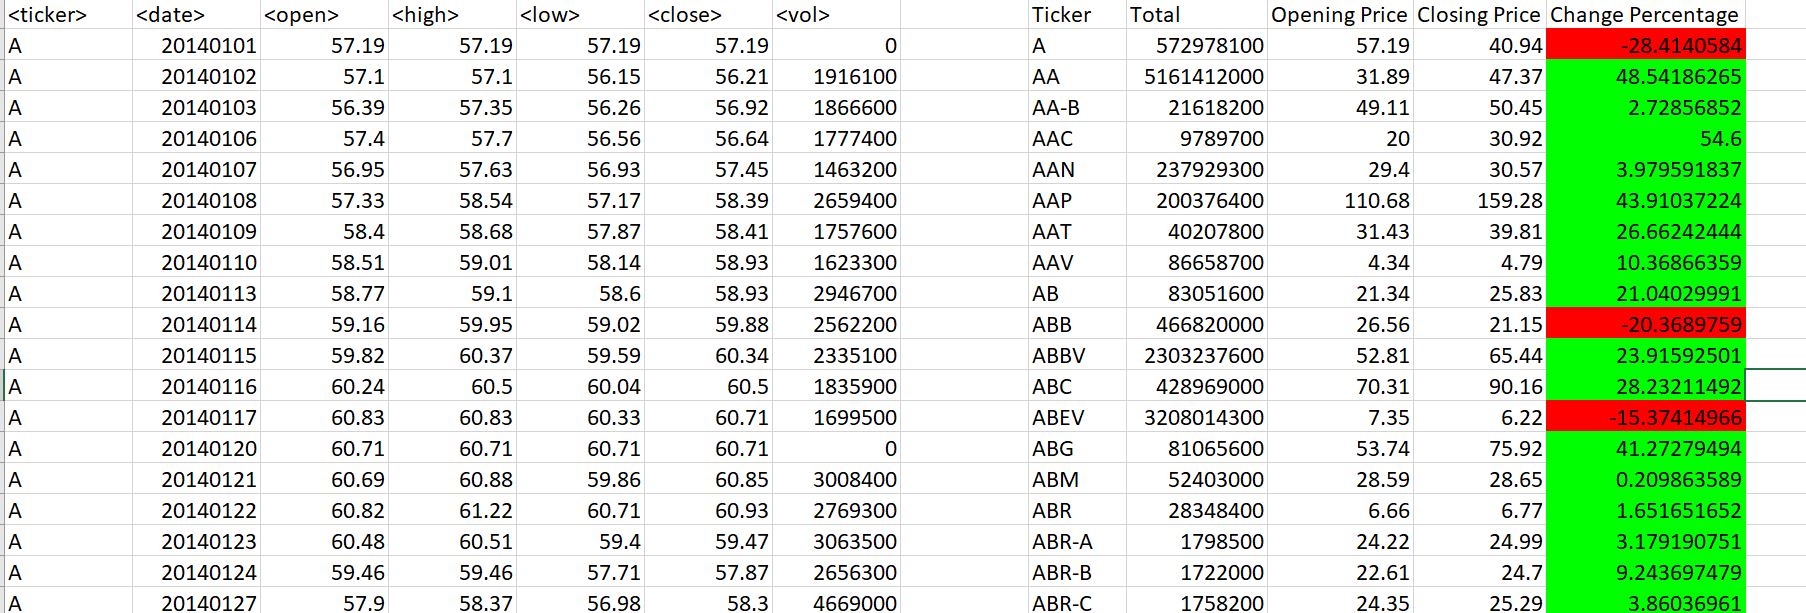 <ticker> <date> <open> <high> <low> <close> <vol> Ticker Total Opening Price Closing Price Change Percentage
A 20140101 57.19 57.19 57.19 57.19 0 A 572978100 57.19 40.94 -28.4140584
A 20140102 57.1 57.1 56.15 56.21 1916100 AA 5161412000 31.89 47.37 48.54186265
A 20140103 56.39 57.35 56.26 56.92 1866600 AA-B 21618200 49.11 50.45 2.72856852
A 20140106 57.4 57.7 56.56 56.64 1777400 AAC 9789700 20 30.92 54.6
A 20140107 56.95 57.63 56.93 57.45 1463200 AAN 237929300 29.4 30.57 3.979591837
A 20140108 57.33 58.54 57.17 58.39 2659400 AAP 200376400 110.68 159.28 43.91037224
A 20140109 58.4 58.68 57.87 58.41 1757600 AAT 40207800 31.43 39.81 26.66242444
A 20140110 58.51 59.01 58.14 58.93 1623300 AAV 86658700 4.34 4.79 10.36866359
A 20140113 58.77 59.1 58.6 58.93 2946700 AB 83051600 21.34 25.83 21.04029991
A 20140114 59.16 59.95 59.02 59.88 2562200 ABB 466820000 26.56 21.15 -20.3689759
A 20140115 59.82 60.37 59.59 60.34 2335100 ABBV 2303237600 52.81 65.44 23.91592501
A 20140116 60.24 60.5 60.04 60.5 1835900 ABC 428969000 70.31 90.16 28.23211492
A 20140117 60.83 60.83 60.33 60.71 1699500 ABEV 3208014300 7.35 6.22 -15.37414966
A 20140120 60.71 60.71 60.71 60.71 0 ABG 81065600 53.74 75.92 41.27279494
A 20140121 60.69 60.88 59.86 60.85 3008400 ABM 52403000 28.59 28.65 0.209863589
A 20140122 60.82 61.22 60.71 60.93 2769300 ABR 28348400 6.66 6.77 1.651651652
A 20140123 60.48 60.51 59.4 59.47 3063500 ABR-A 1798500 24.22 24.99 3.179190751
A 20140124 59.46 59.46 57.71 57.87 2656300 ABR-B 1722000 22.61 24.7 9.243697479
A 20140127 57.9 58.37 56.98 58.3 4669000 ABR-C 1758200 24.35 25.29 3.86036961